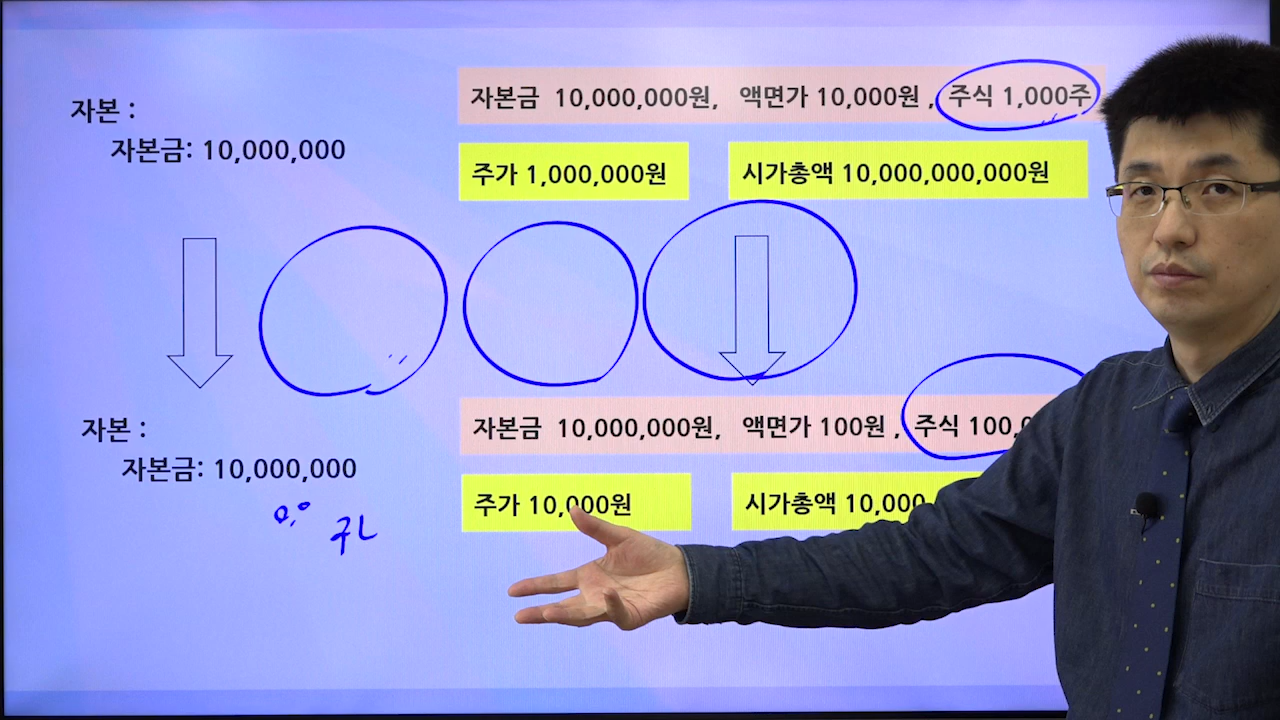 자본 :
자본금: 10,000,000
자본금 10,000,000원, 액면가 10,000원 , 주식 1,000주
주가 1,000,000원
시가총액 10,000,000,000원
자본 :
자본금: 10,000,000
자본금 10,000,000원, 액면가 100원 , 주식 100,
주가 10,000원
시가총액 10,000